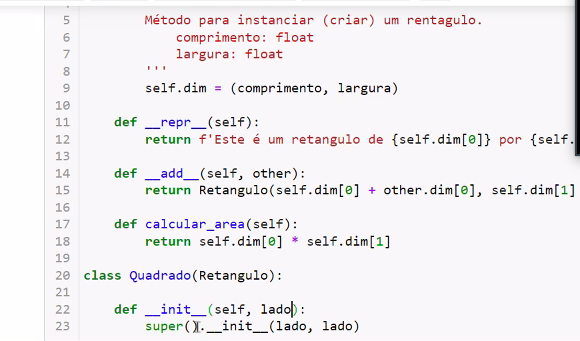 5 Método para instanciar (criar) um rentagulo.
6 comprimento: float
7 largura: float
8 '''
9 self.dim = (comprimento, largura)
10
11 def __repr__(self):
12 return f'Este é um retangulo de {self.dim[0]} por {self.
13
14 def __add__(self, other):
15 return Retangulo(self.dim[0] + other.dim[0], self.dim[1]
16
17 def calcular_area(self):
18 return self.dim[0] * self.dim[1]
19
20 class Quadrado(Retangulo):
21
22 def __init__(self, lado):
23 super().__init__(lado, lado)